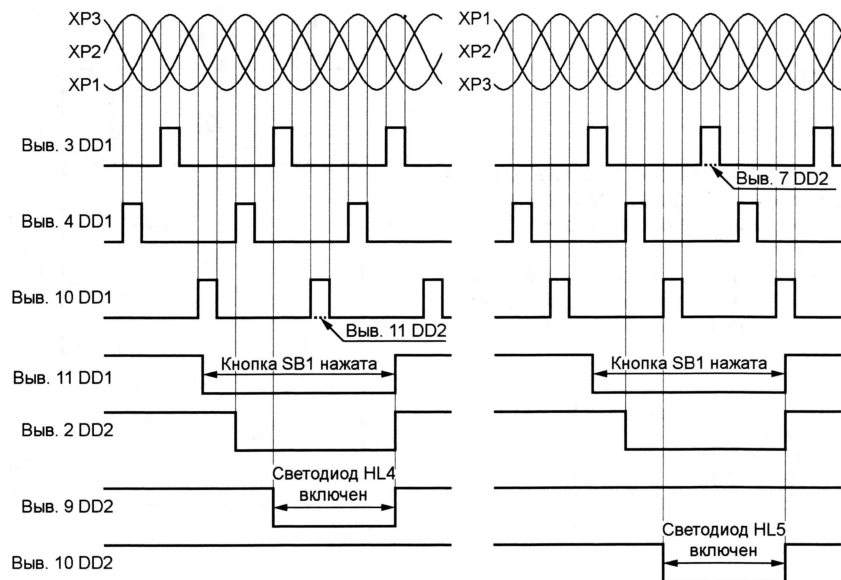 XP3
XP2
XP1
XP1
XP2
XP3
Выв. 3 DD1
Выв. 7 DD2
Выв. 4 DD1
Выв. 10 DD1
Выв. 11 DD2
Выв. 11 DD1
Кнопка SB1 нажата
Кнопка SB1 нажата
Выв. 2 DD2
Светодиод HL4
включен
Выв. 9 DD2
Светодиод HL5
включен
Выв. 10 DD2